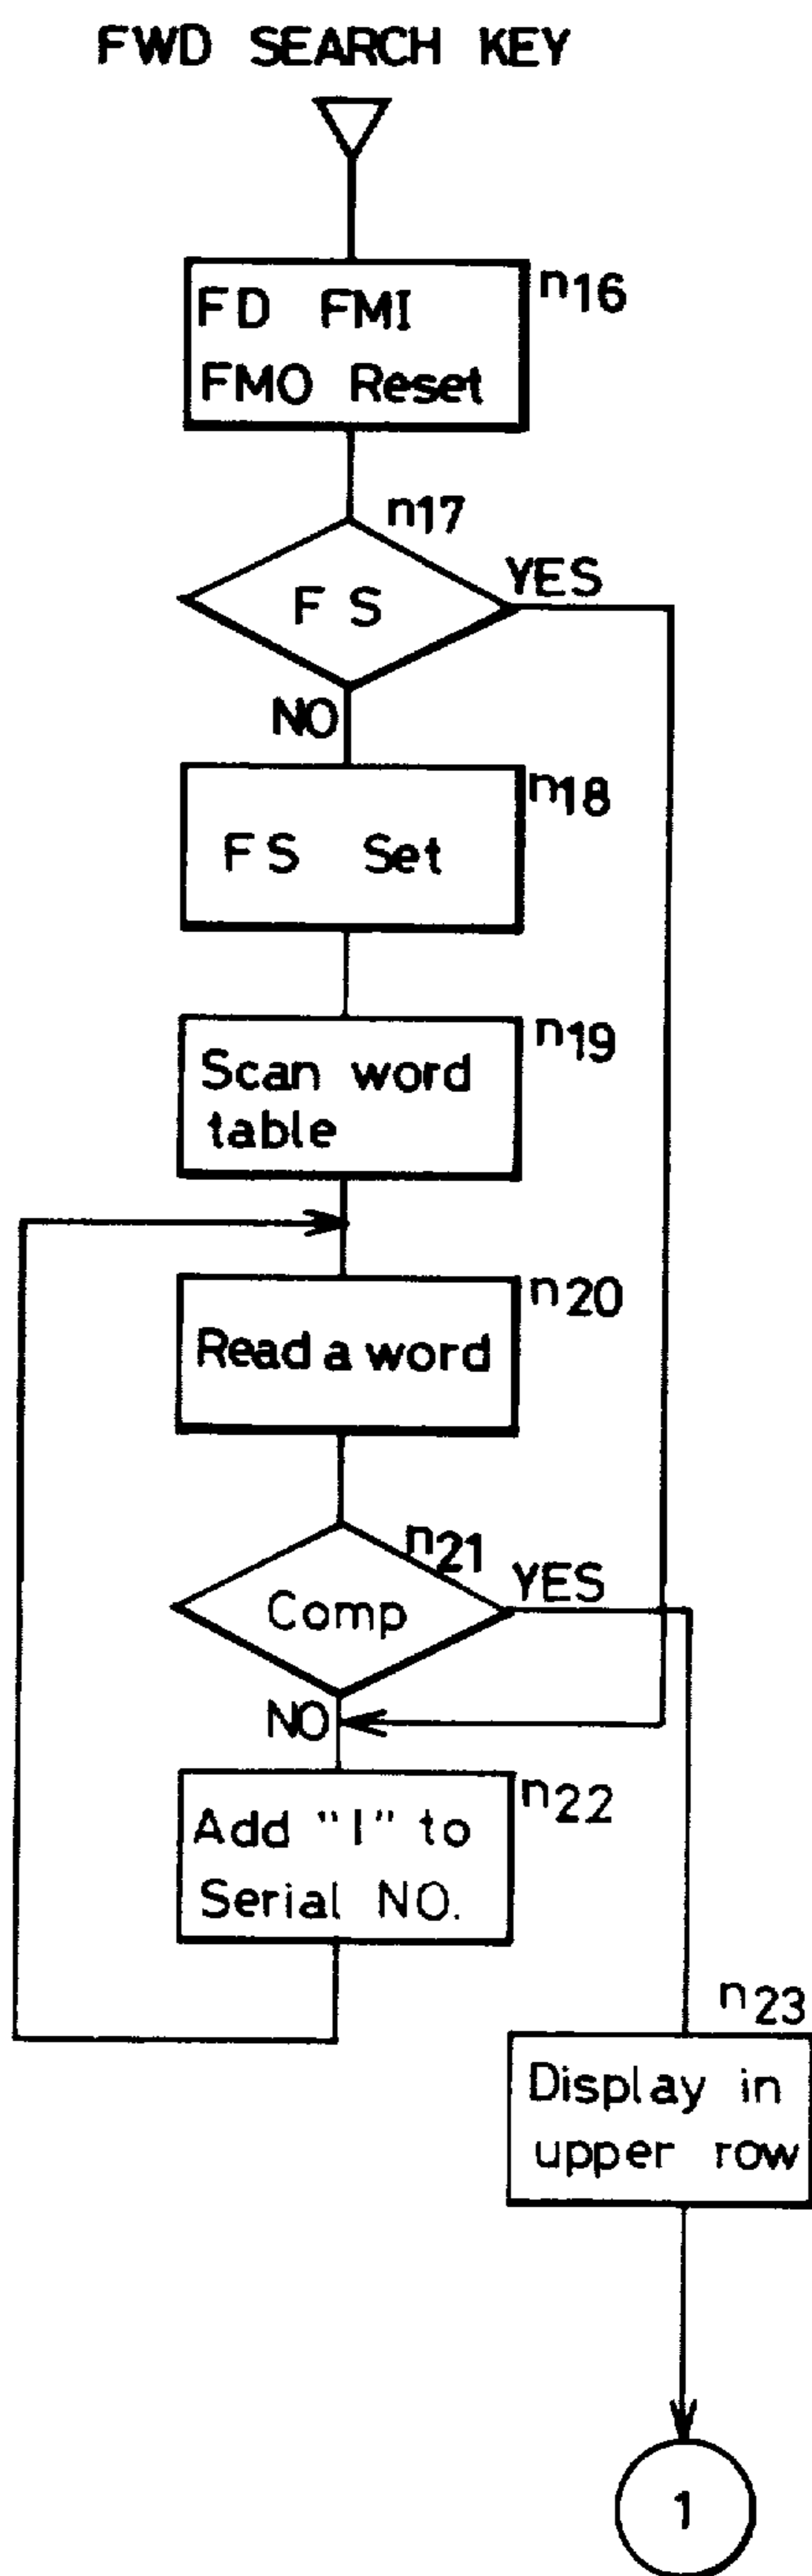 FWD SEARCH KEY
n16
FD FMI
FMO Reset
n17
FS
YES
NO
n18
FS Set
n19
Scan word
table
n20
Read a word
n21
Comp
YES
NO
n22
Add "1" to
Serial NO.
n23
Display in
upper row
1